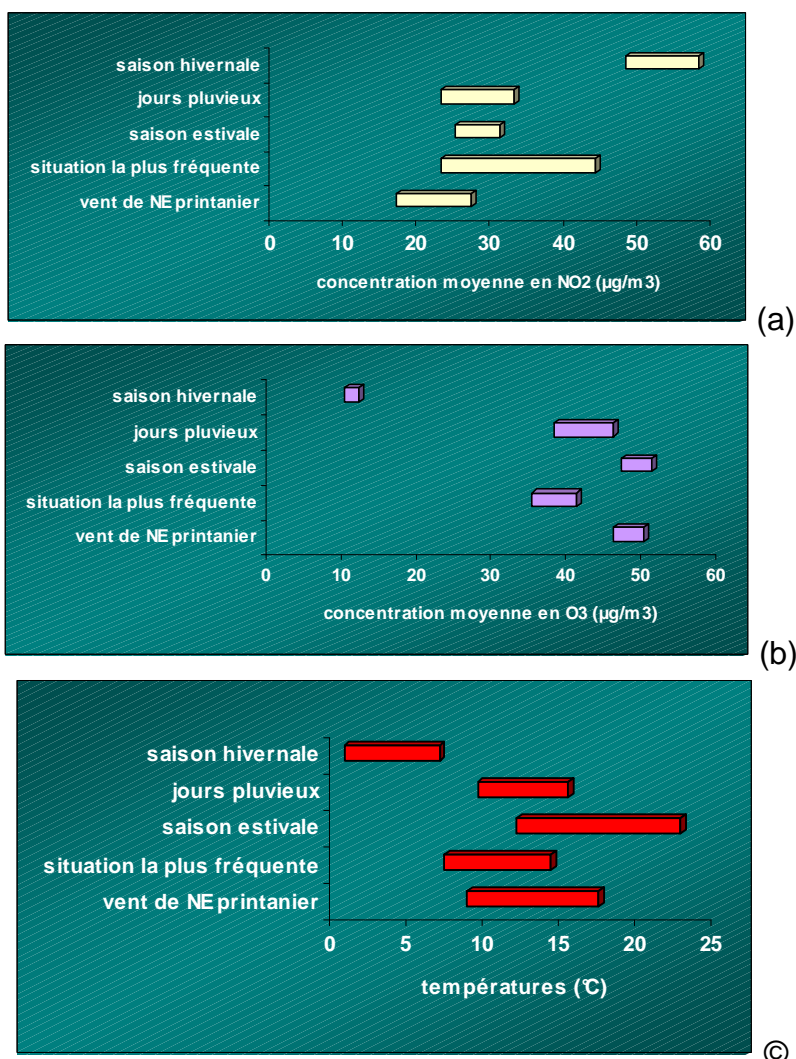 saison hivernale
jours pluvieux
saison estivale
situation la plus fréquente
vent de NE printanier
0 10 20 30 40 50 60
concentration moyenne en NO2 (µg/m3)
(a)
saison hivernale
jours pluvieux
saison estivale
situation la plus fréquente
vent de NE printanier
0 10 20 30 40 50 60
concentration moyenne en O3 (µg/m3)
(b)
saison hivernale
jours pluvieux
saison estivale
situation la plus fréquente
vent de NE printanier
0 5 10 15 20 25
températures (°C)
©